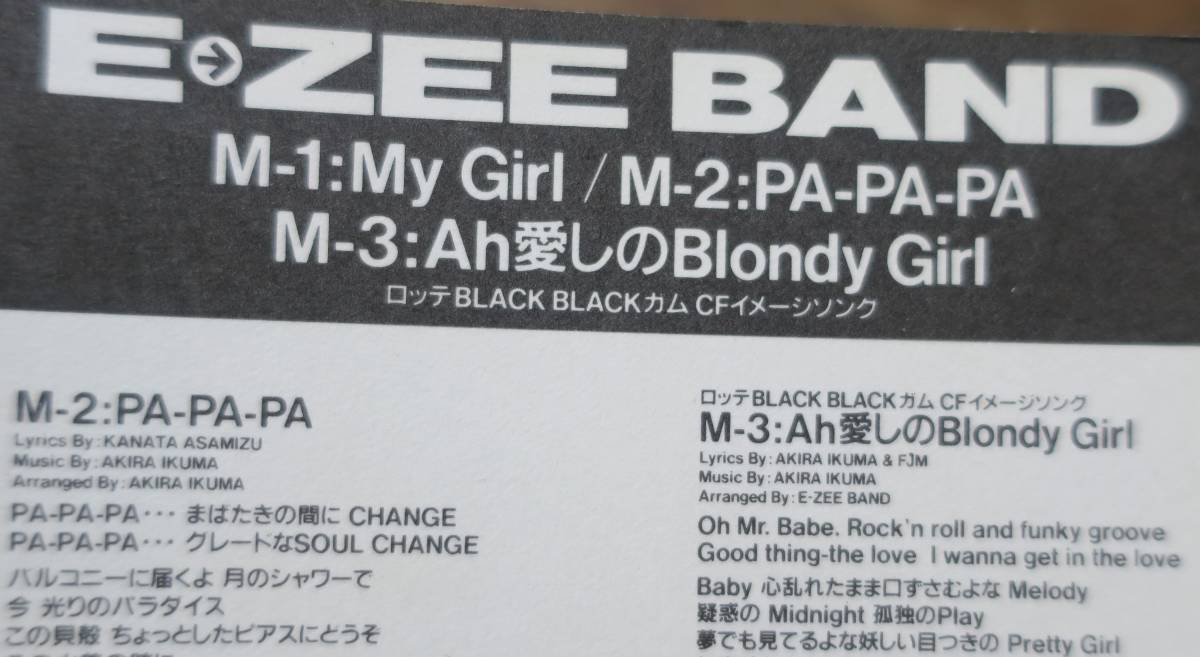 E→ZEE BAND
M-1:My Girl / M-2:PA-PA-PA
M-3:Ah愛しのBlondy Girl
ロッテBLACK BLACKガム CFイメージソング
M-2:PA-PA-PA
Lyrics By:KANATA ASAMIZU
Music By:AKIRA IKUMA
Arranged By:AKIRA IKUMA
PA-PA-PA… まばたきの間に CHANGE
PA-PA-PA… グレードなSOUL CHANGE
バルコニーに届くよ 月のシャワーで
今 光りのパラダイス
この貝殻 ちょっとしたピアスにどうそ
ロッテBLACK BLACKガム CFイメージソング
M-3:Ah愛しのBlondy Girl
Lyrics By:AKIRA IKUMA & FJM
Music By:AKIRA IKUMA
Arranged By:E-ZEE BAND
Oh Mr. Babe. Rock'n roll and funky groove
Good thing-the love I wanna get in the love
Baby 心乱れたまま口ずさむよな Melody
疑惑の Midnight 孤独のPlay
夢でも見てるよな妖しい目つきの Pretty Girl